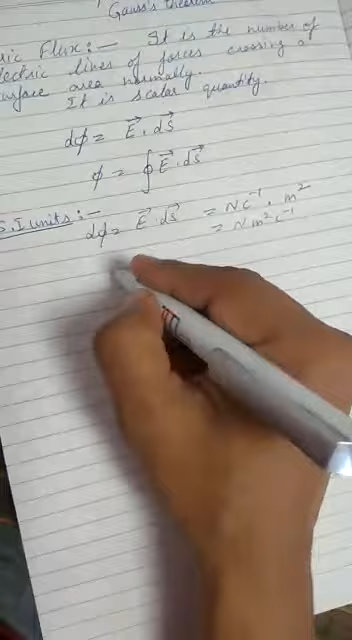 Gauss's theorem
ric Flux:— It is the number of
lectric lines of forces crossing a
urface area normally.
It is scalar quantity.
dϕ = E⃗ . ds⃗
ϕ = ∮ E⃗ . ds⃗
S.I units:—
dϕ = E⃗ . ds⃗ = Nc⁻¹ . m²
= Nm²c⁻¹